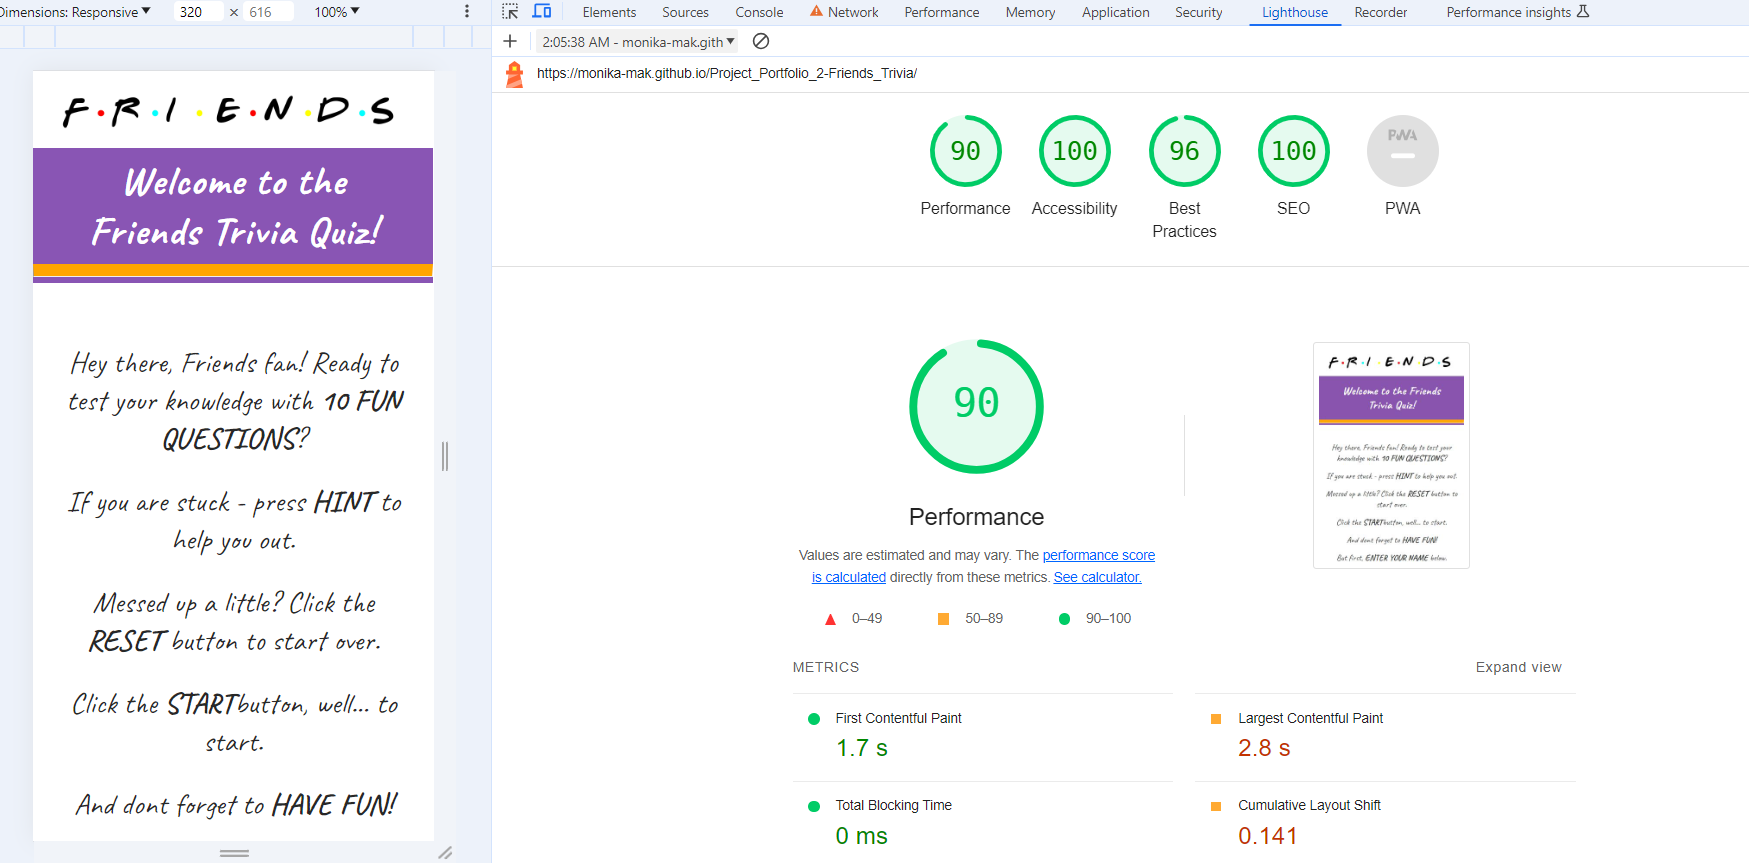 Dimensions: Responsive 320 × 616 100%
F·R·I·E·N·D·S
Welcome to the
Friends Trivia Quiz!
Hey there, Friends fan! Ready to
test your knowledge with 10 FUN
QUESTIONS?
If you are stuck - press HINT to
help you out.
Messed up a little? Click the
RESET button to start over.
Click the STARTbutton, well... to
start.
And dont forget to HAVE FUN!
Elements Sources Console Network Performance Memory Application Security Lighthouse Recorder Performance insights
2:05:38 AM - monika-mak.gith
https://monika-mak.github.io/Project_Portfolio_2-Friends_Trivia/
90 100 96 100 PWA
Performance Accessibility Best Practices SEO PWA
90
Performance
Values are estimated and may vary. The performance score
is calculated directly from these metrics. See calculator.
0–49 50–89 90–100
F·R·I·E·N·D·S
Welcome to the Friends
Trivia Quiz!
Hey there, Friends fan! Ready to test your
knowledge with 10 FUN QUESTIONS?
If you are stuck - press HINT to help you out.
Messed up a little? Click the RESET button to
start over.
Click the STARTbutton, well... to start.
And dont forget to HAVE FUN!
But first, ENTER YOUR NAME below.
METRICS Expand view
First Contentful Paint
1.7 s
Largest Contentful Paint
2.8 s
Total Blocking Time
0 ms
Cumulative Layout Shift
0.141